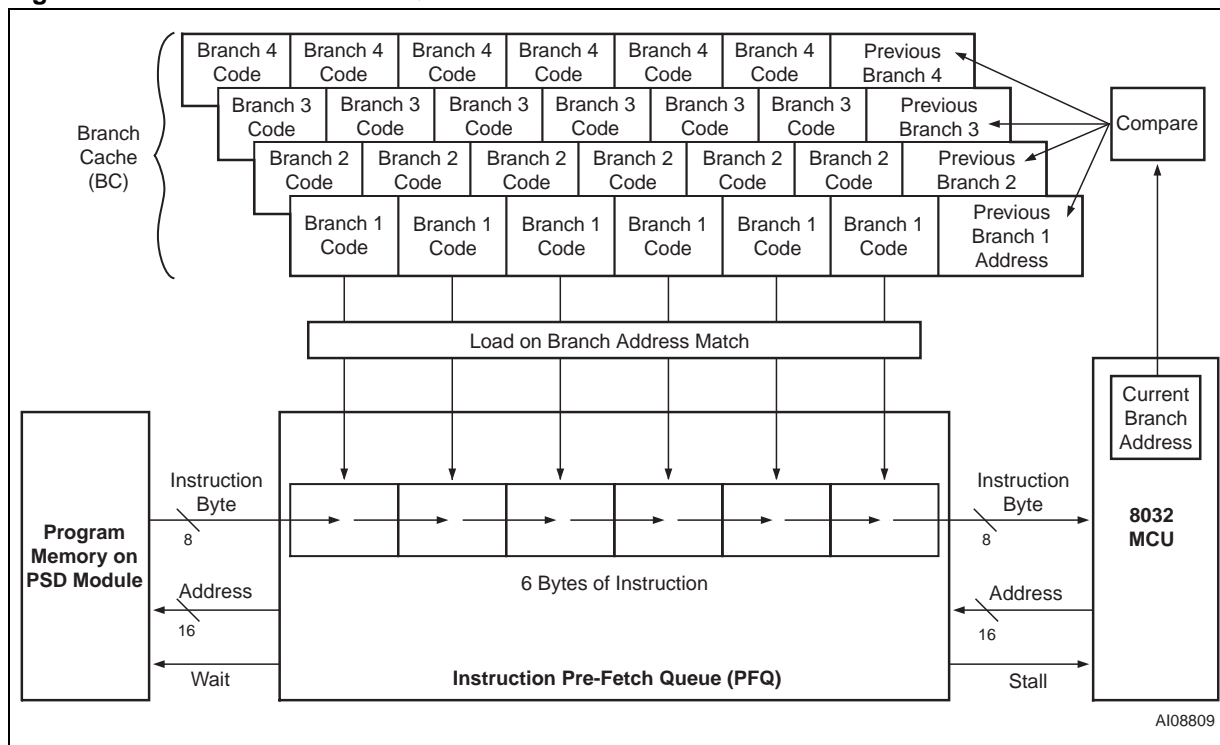 Branch 4 Code Branch 4 Code Branch 4 Code Branch 4 Code Branch 4 Code Branch 4 Code Previous Branch 4
Branch 3 Code Branch 3 Code Branch 3 Code Branch 3 Code Branch 3 Code Branch 3 Code Previous Branch 3
Branch 2 Code Branch 2 Code Branch 2 Code Branch 2 Code Branch 2 Code Branch 2 Code Previous Branch 2
Branch 1 Code Branch 1 Code Branch 1 Code Branch 1 Code Branch 1 Code Branch 1 Code Previous Branch 1 Address
Branch
Cache
(BC)
Compare
Load on Branch Address Match
Current
Branch
Address
Instruction
Byte
8
Program
Memory on
PSD Module
Address
16
Wait
6 Bytes of Instruction
Instruction Pre-Fetch Queue (PFQ)
Instruction
Byte
8
8032
MCU
Address
16
Stall
AI08809